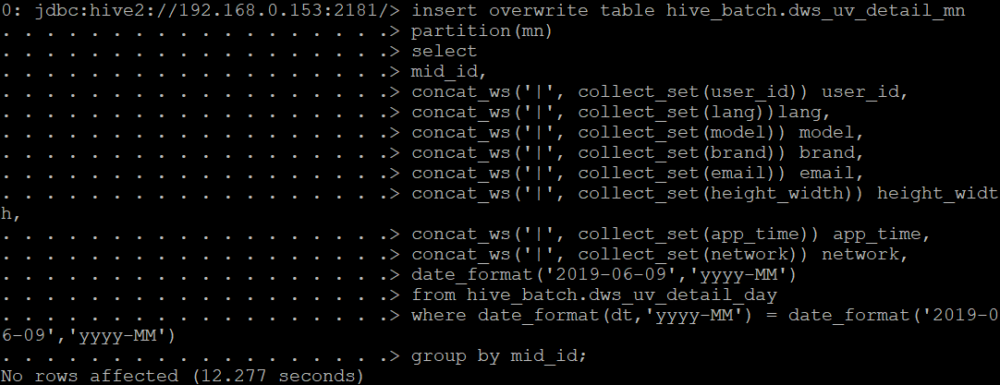 0: jdbc:hive2://192.168.0.153:2181/> insert overwrite table hive_batch.dws_uv_detail_mn
. . . . . . . . . . . . . . . . . .> partition(mn)
. . . . . . . . . . . . . . . . . .> select
. . . . . . . . . . . . . . . . . .> mid_id,
. . . . . . . . . . . . . . . . . .> concat_ws('|', collect_set(user_id)) user_id,
. . . . . . . . . . . . . . . . . .> concat_ws('|', collect_set(lang))lang,
. . . . . . . . . . . . . . . . . .> concat_ws('|', collect_set(model)) model,
. . . . . . . . . . . . . . . . . .> concat_ws('|', collect_set(brand)) brand,
. . . . . . . . . . . . . . . . . .> concat_ws('|', collect_set(email)) email,
. . . . . . . . . . . . . . . . . .> concat_ws('|', collect_set(height_width)) height_widt
h,
. . . . . . . . . . . . . . . . . .> concat_ws('|', collect_set(app_time)) app_time,
. . . . . . . . . . . . . . . . . .> concat_ws('|', collect_set(network)) network,
. . . . . . . . . . . . . . . . . .> date_format('2019-06-09','yyyy-MM')
. . . . . . . . . . . . . . . . . .> from hive_batch.dws_uv_detail_day
. . . . . . . . . . . . . . . . . .> where date_format(dt,'yyyy-MM') = date_format('2019-0
6-09','yyyy-MM')
. . . . . . . . . . . . . . . . . .> group by mid_id;
No rows affected (12.277 seconds)